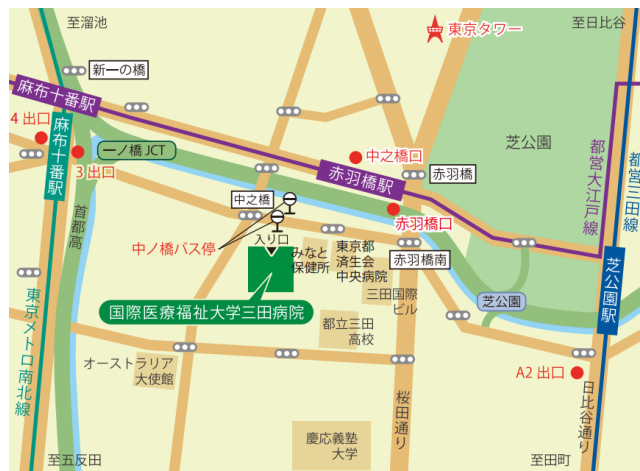 至溜池
至日比谷
東京タワー
新一の橋
麻布十番駅
4出口
麻布十番駅
一ノ橋JCT
3出口
中之橋口
赤羽橋
芝公園
都営大江戸線
都営三田線
赤羽橋駅
中之橋
赤羽橋口
首都高
中ノ橋バス停
入り口
みなと
保健所
東京都
済生会
中央病院
赤羽橋南
芝公園駅
国際医療福祉大学三田病院
三田国際
ビル
芝公園
東京メトロ南北線
都立三田
高校
オーストラリア
大使館
A2出口
桜田通り
日比谷通り
慶応義塾
大学
至五反田
至田町